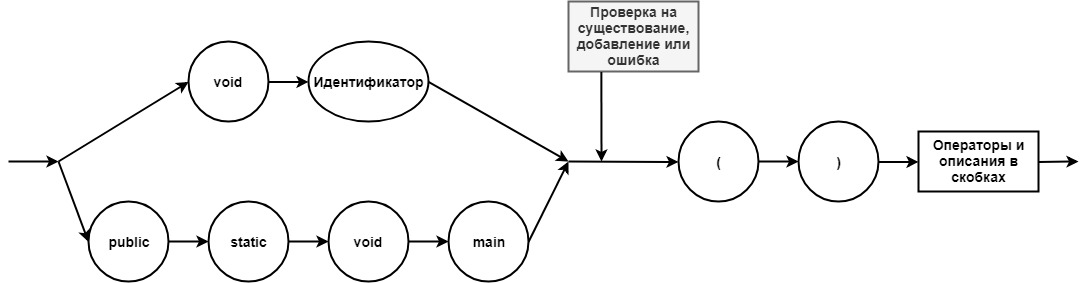 Проверка на
существование,
добавление или
ошибка
void
Идентификатор
(
)
Операторы и
описания в
скобках
public
static
void
main